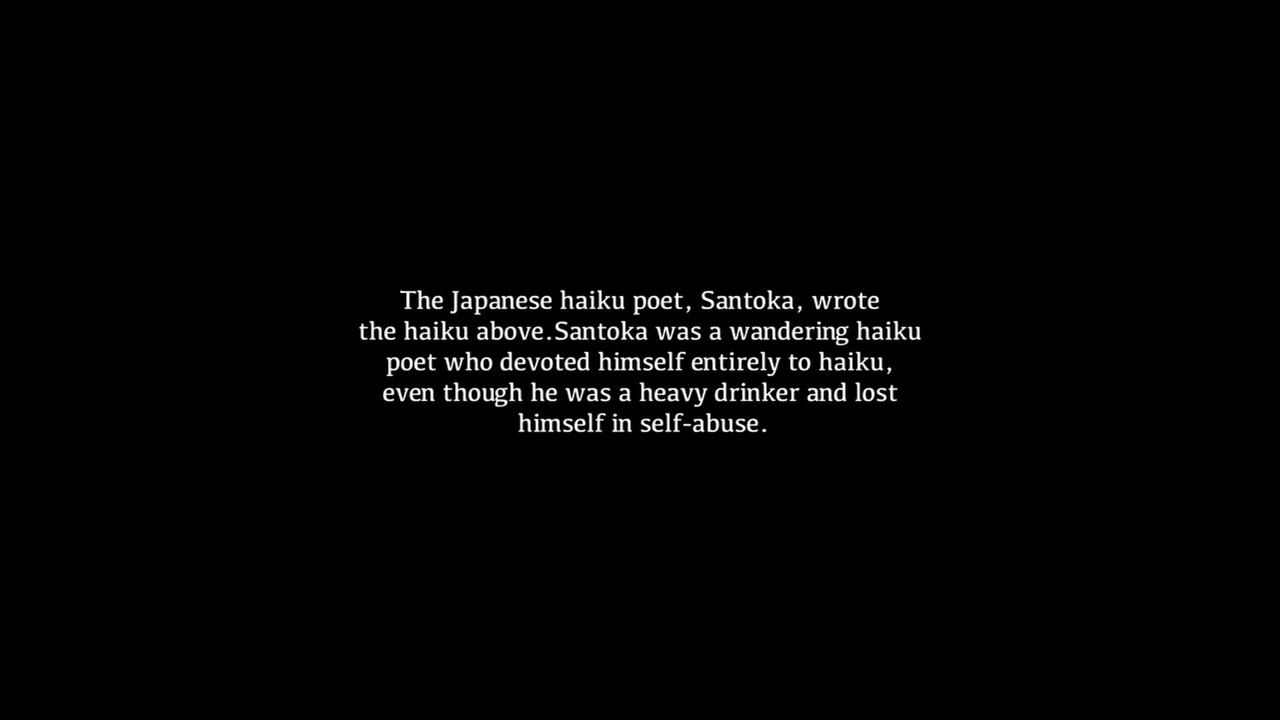 The Japanese haiku poet, Santoka, wrote
the haiku above.Santoka was a wandering haiku
poet who devoted himself entirely to haiku,
even though he was a heavy drinker and lost
himself in self-abuse.